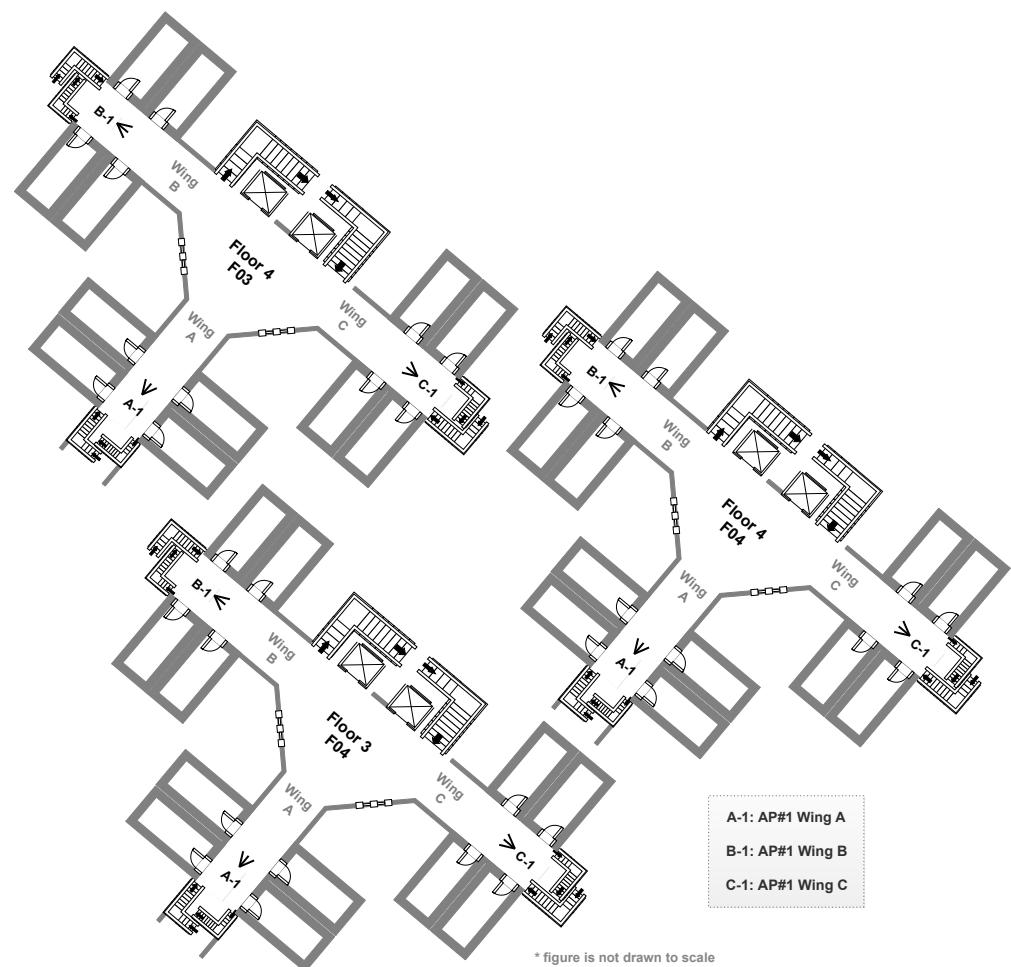 B-1
Wing
B
Floor 4
F03
Wing
A
Wing
C
A-1
C-1
B-1
Wing
B
Floor 4
F04
Wing
A
Wing
C
A-1
C-1
B-1
Wing
B
Floor 3
F04
Wing
A
Wing
C
A-1
C-1
A-1: AP#1 Wing A
B-1: AP#1 Wing B
C-1: AP#1 Wing C
* figure is not drawn to scale